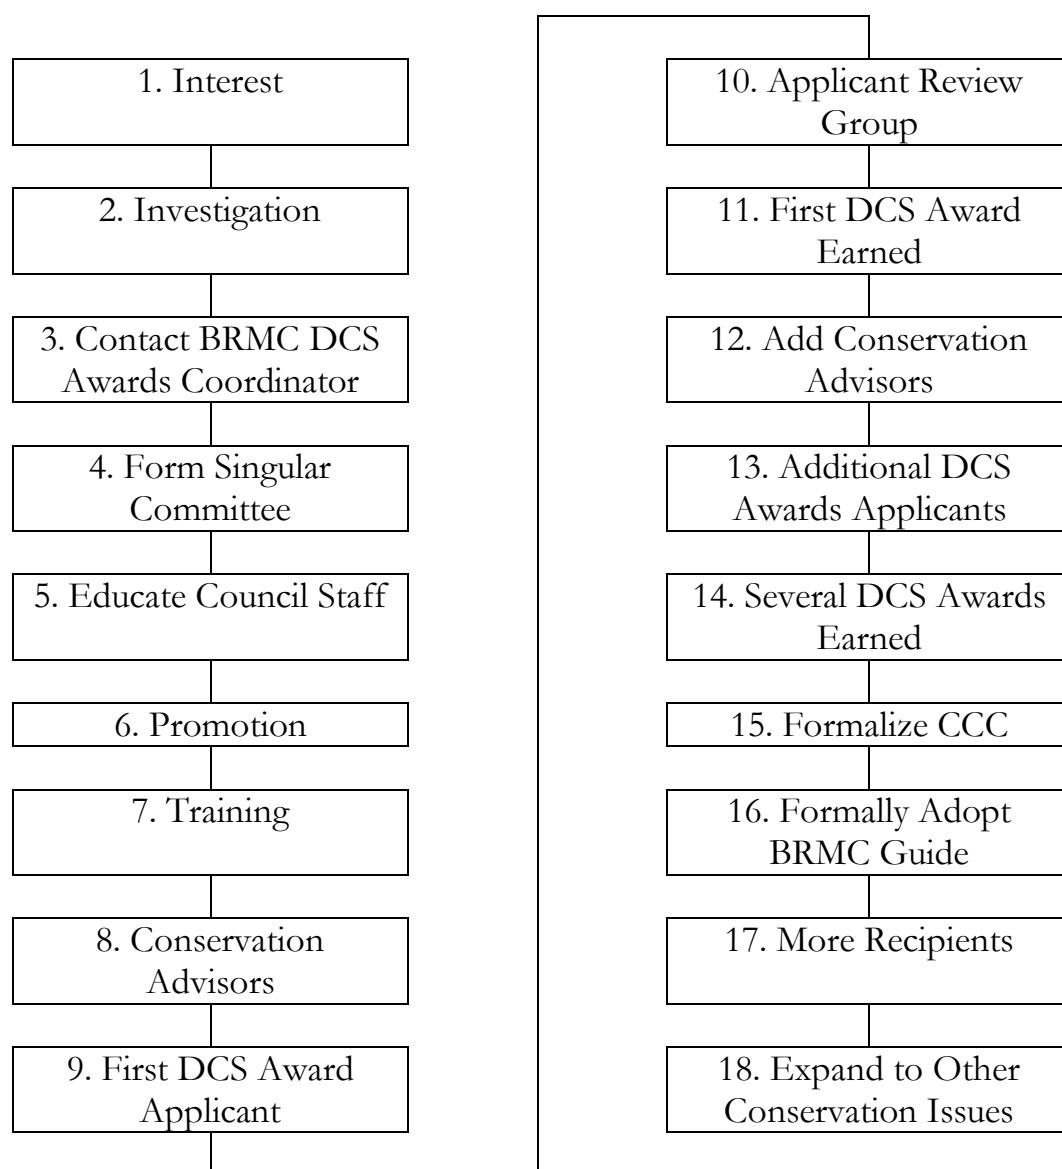 1. Interest
2. Investigation
3. Contact BRMC DCS
Awards Coordinator
4. Form Singular
Committee
5. Educate Council Staff
6. Promotion
7. Training
8. Conservation
Advisors
9. First DCS Award
Applicant
10. Applicant Review
Group
11. First DCS Award
Earned
12. Add Conservation
Advisors
13. Additional DCS
Awards Applicants
14. Several DCS Awards
Earned
15. Formalize CCC
16. Formally Adopt
BRMC Guide
17. More Recipients
18. Expand to Other
Conservation Issues